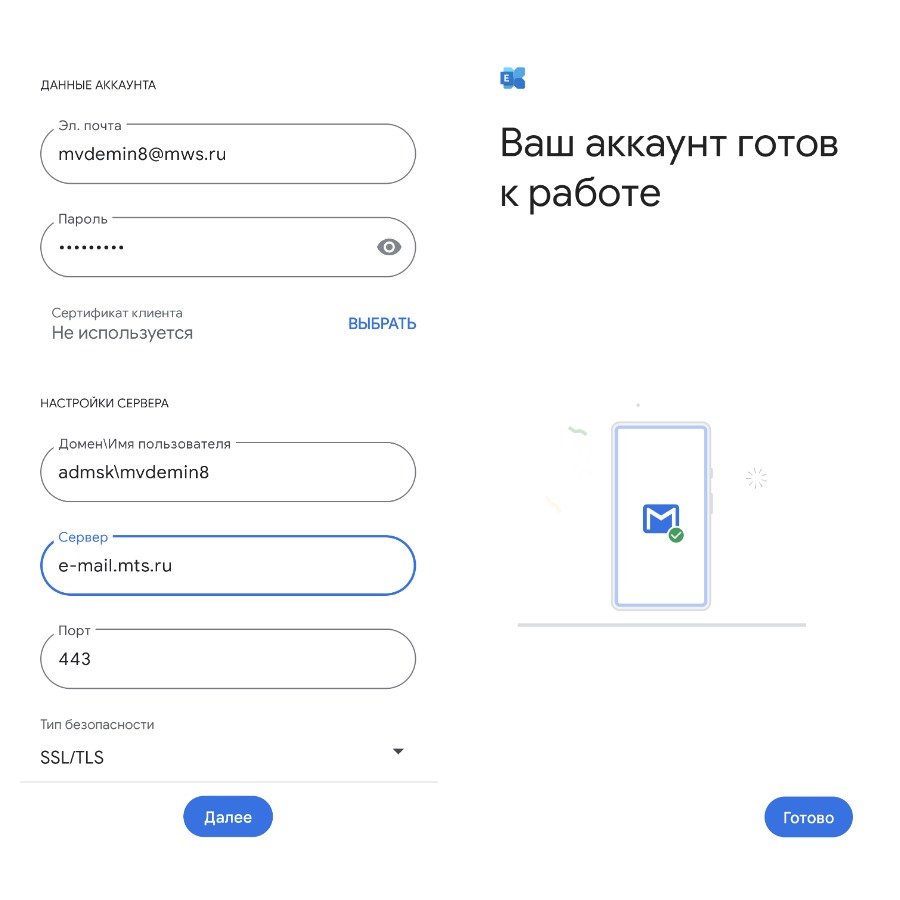 ДАННЫЕ АККАУНТА
Эл. почта
mvdemin8@mws.ru
Пароль
•••••••••
Сертификат клиента
Не используется
ВЫБРАТЬ
НАСТРОЙКИ СЕРВЕРА
Домен\Имя пользователя
admsk\mvdemin8
Сервер
e-mail.mts.ru
Порт
443
Тип безопасности
SSL/TLS
Далее
E
Ваш аккаунт готов
к работе
Готово